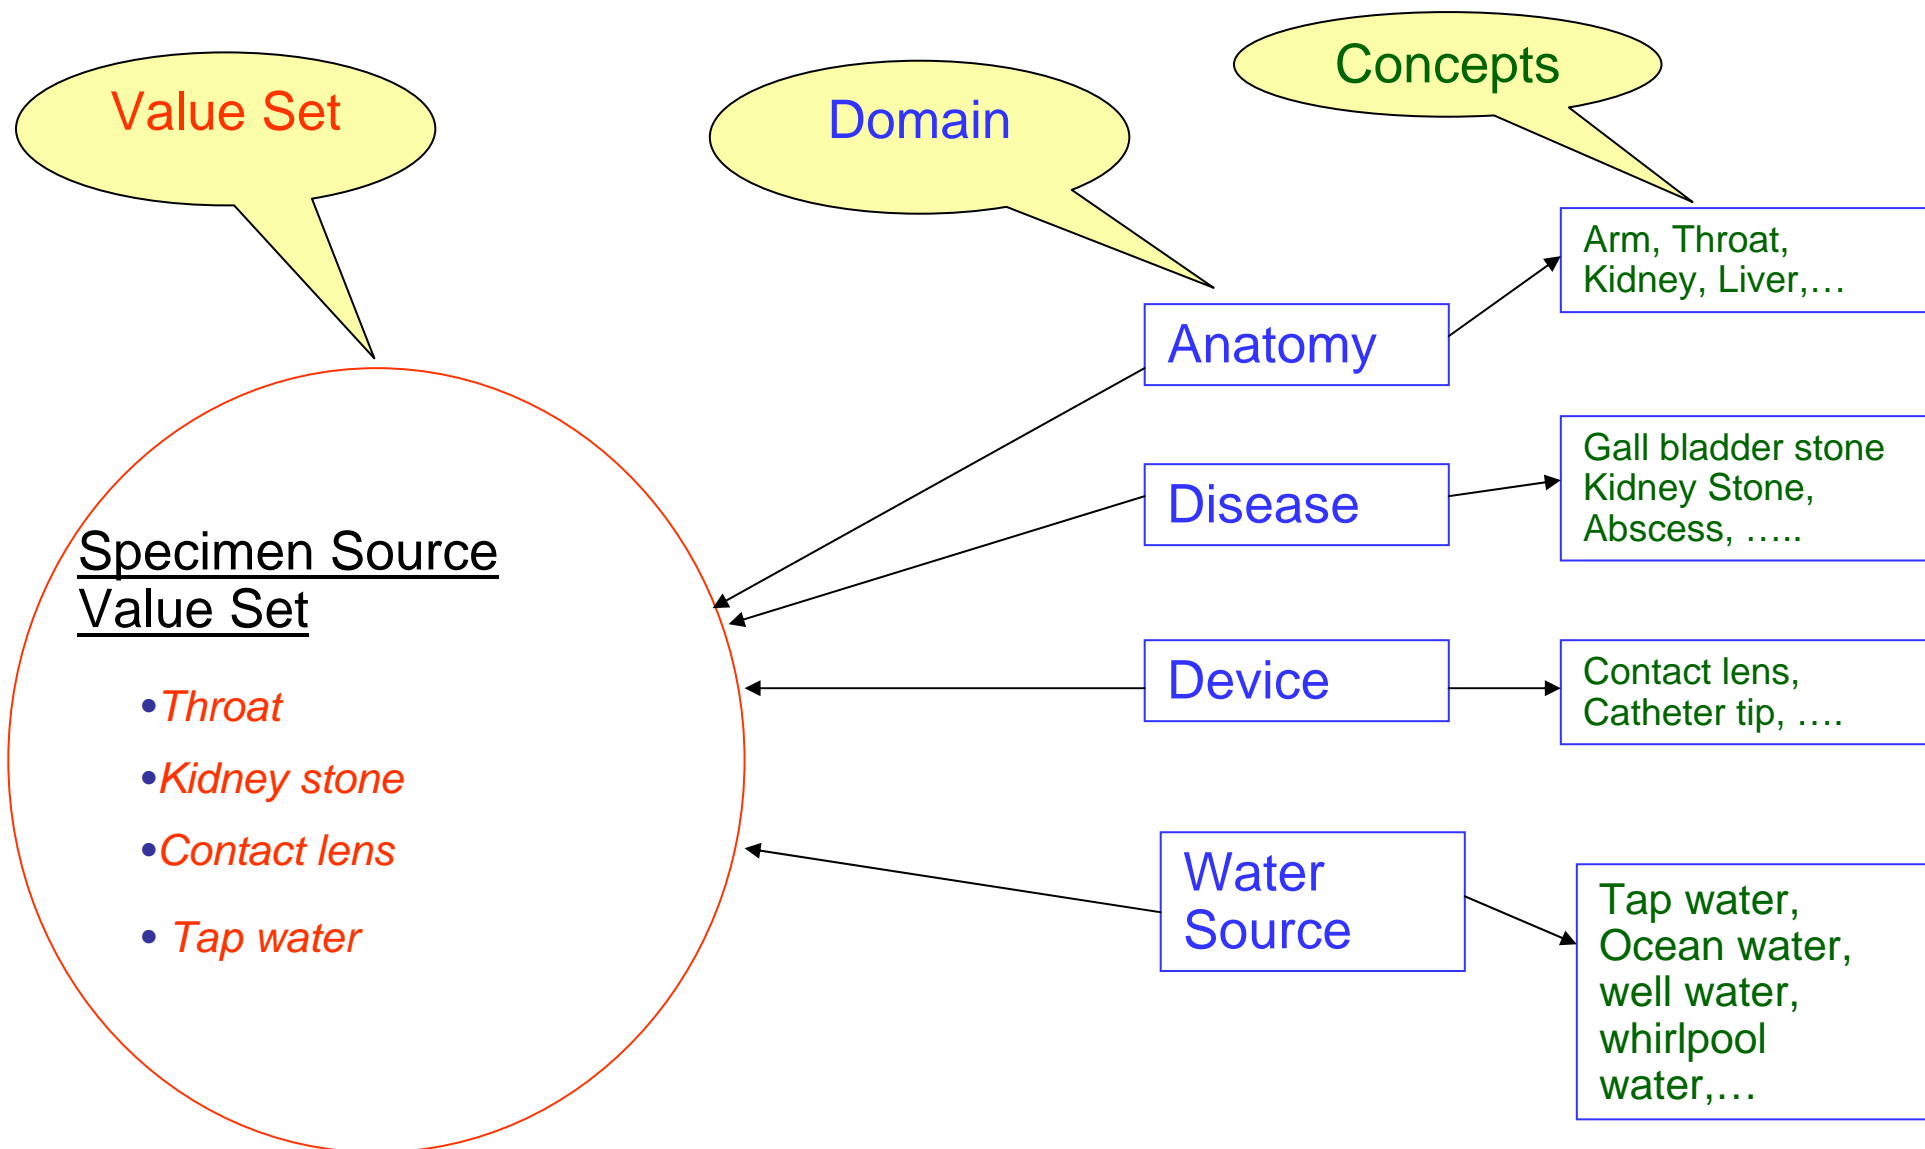 Value Set
Domain
Concepts
Specimen Source
Value Set
•Throat
•Kidney stone
•Contact lens
• Tap water
Anatomy
Arm, Throat,
Kidney, Liver,…
Disease
Gall bladder stone
Kidney Stone,
Abscess, …..
Device
Contact lens,
Catheter tip, ….
Water
Source
Tap water,
Ocean water,
well water,
whirlpool
water,…